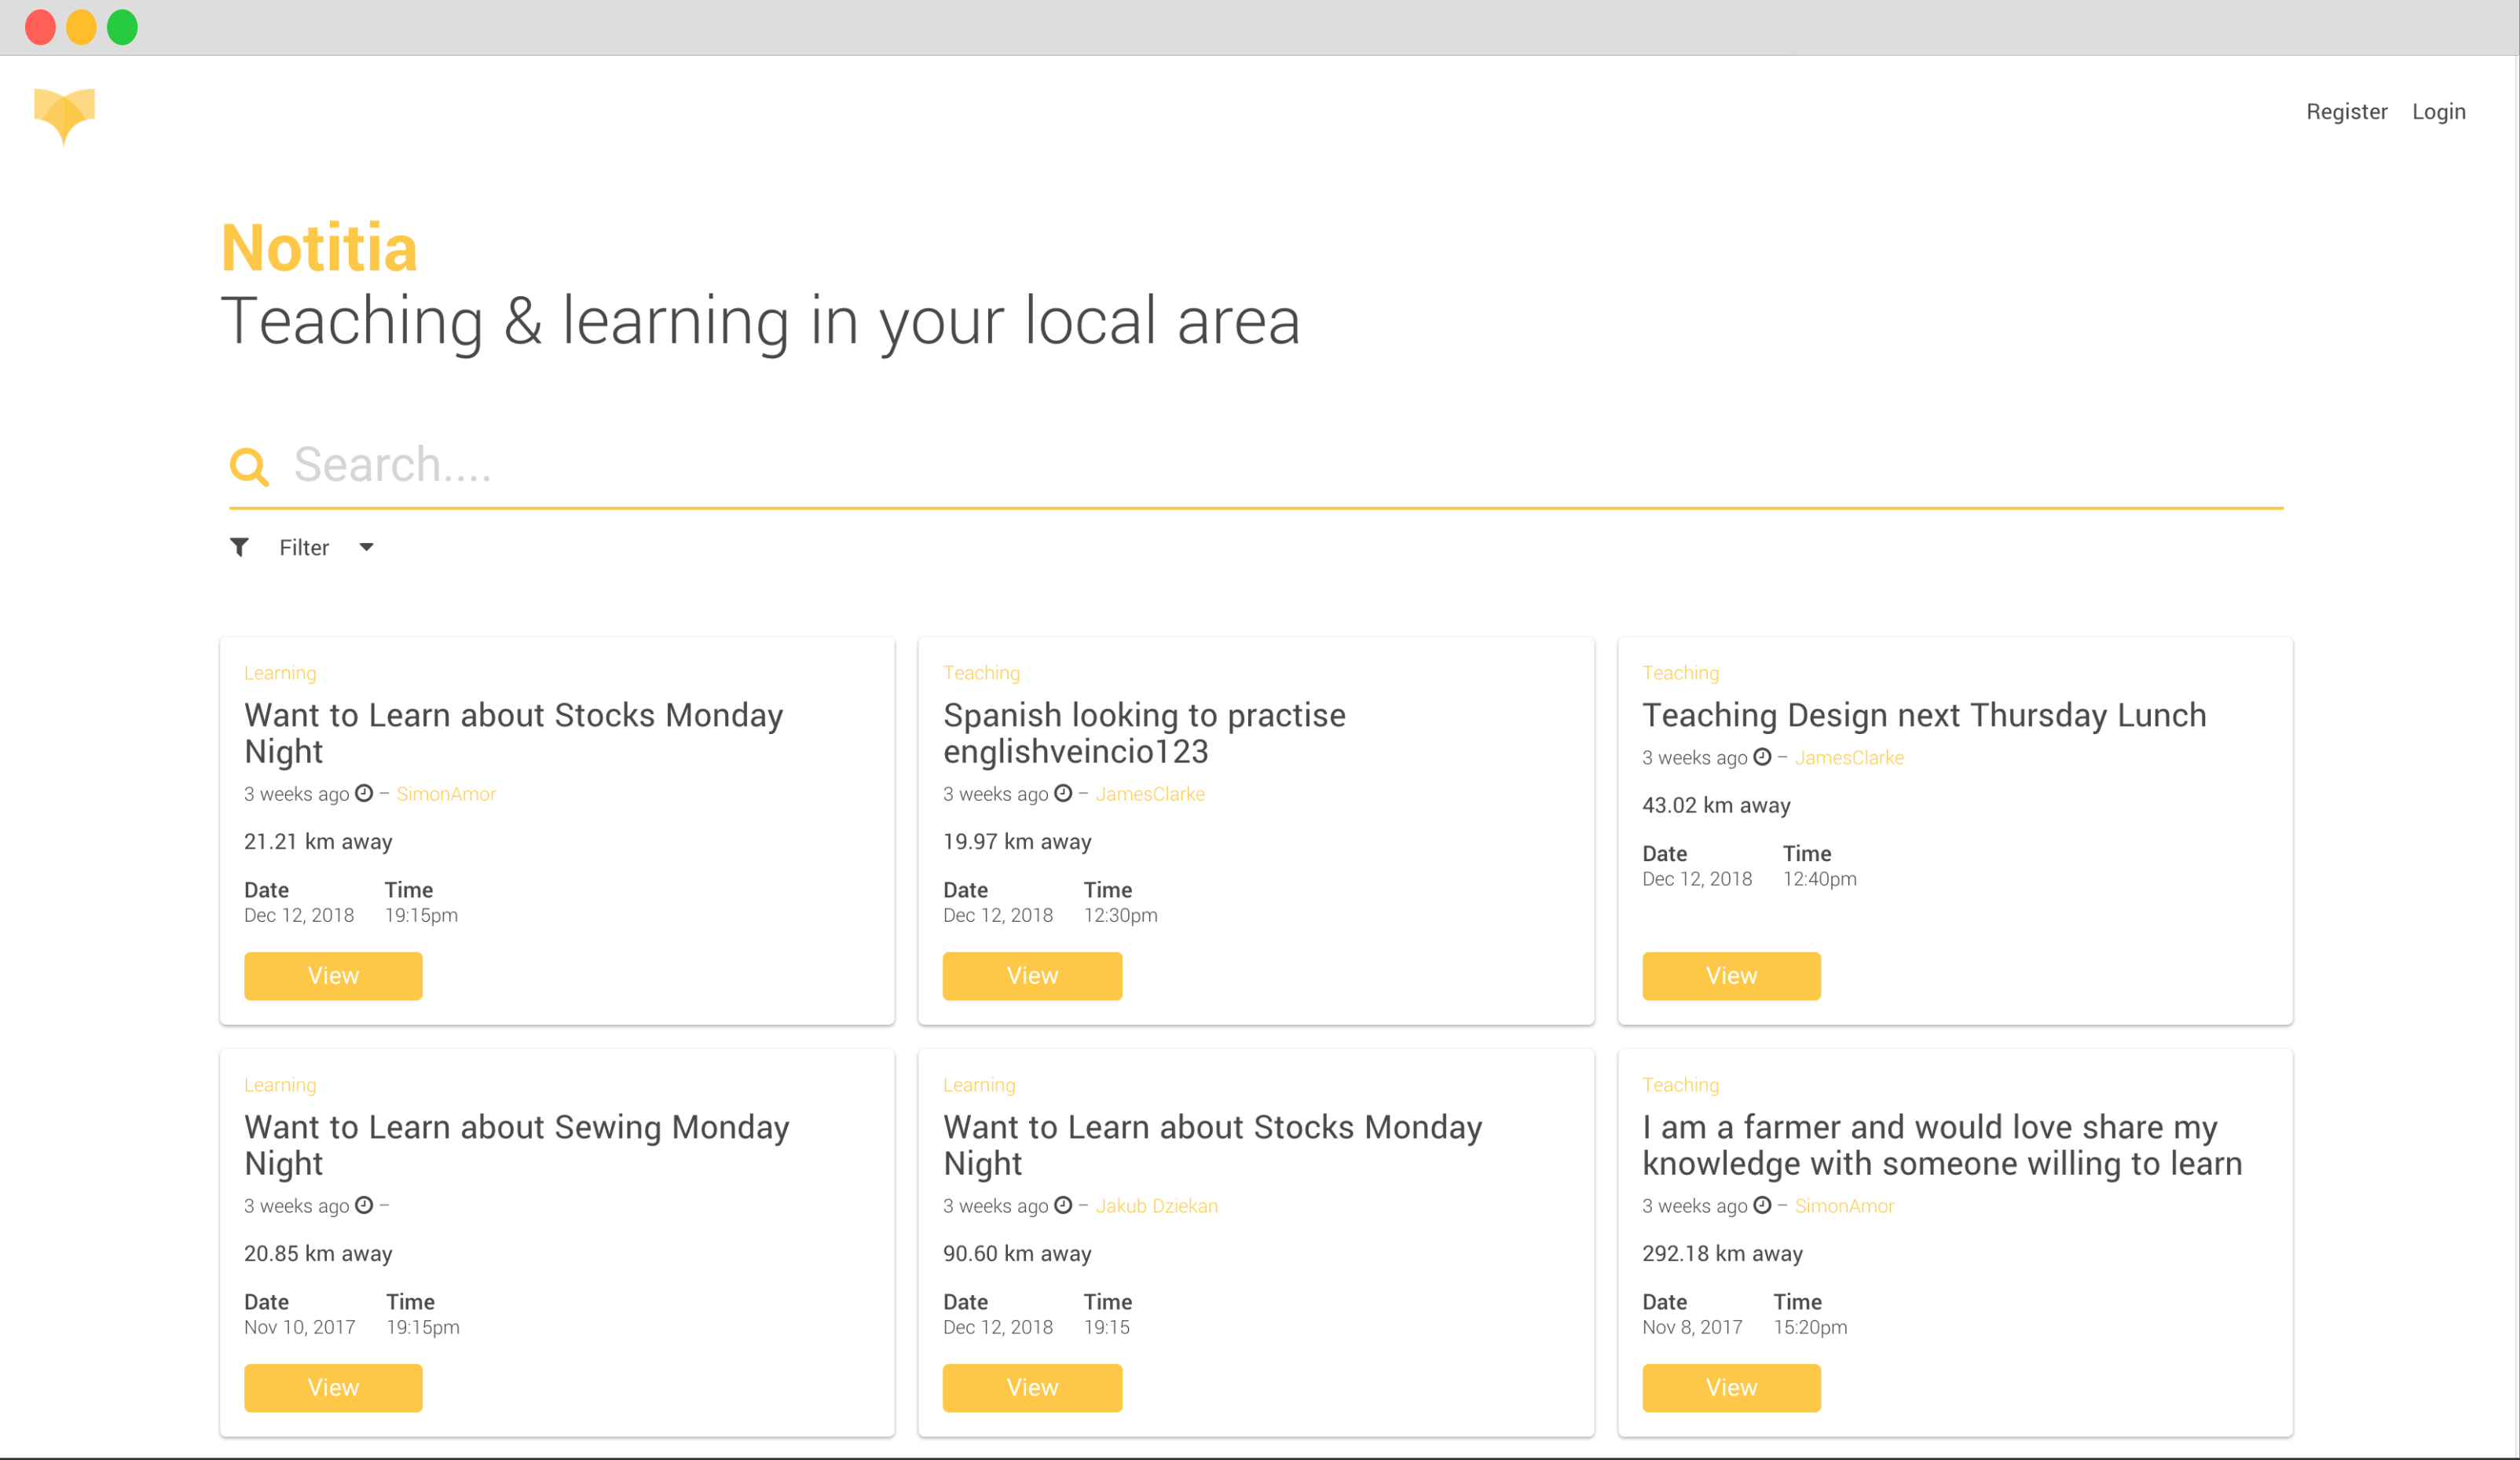 Register Login
Notitia
Teaching & learning in your local area
Search....
Filter
Learning
Want to Learn about Stocks Monday
Night
3 weeks ago – SimonAmor
21.21 km away
Date Time
Dec 12, 2018 19:15pm
View
Teaching
Spanish looking to practise
englishveincio123
3 weeks ago – JamesClarke
19.97 km away
Date Time
Dec 12, 2018 12:30pm
View
Teaching
Teaching Design next Thursday Lunch
3 weeks ago – JamesClarke
43.02 km away
Date Time
Dec 12, 2018 12:40pm
View
Learning
Want to Learn about Sewing Monday
Night
3 weeks ago –
20.85 km away
Date Time
Nov 10, 2017 19:15pm
View
Learning
Want to Learn about Stocks Monday
Night
3 weeks ago – Jakub Dziekan
90.60 km away
Date Time
Dec 12, 2018 19:15
View
Teaching
I am a farmer and would love share my
knowledge with someone willing to learn
3 weeks ago – SimonAmor
292.18 km away
Date Time
Nov 8, 2017 15:20pm
View